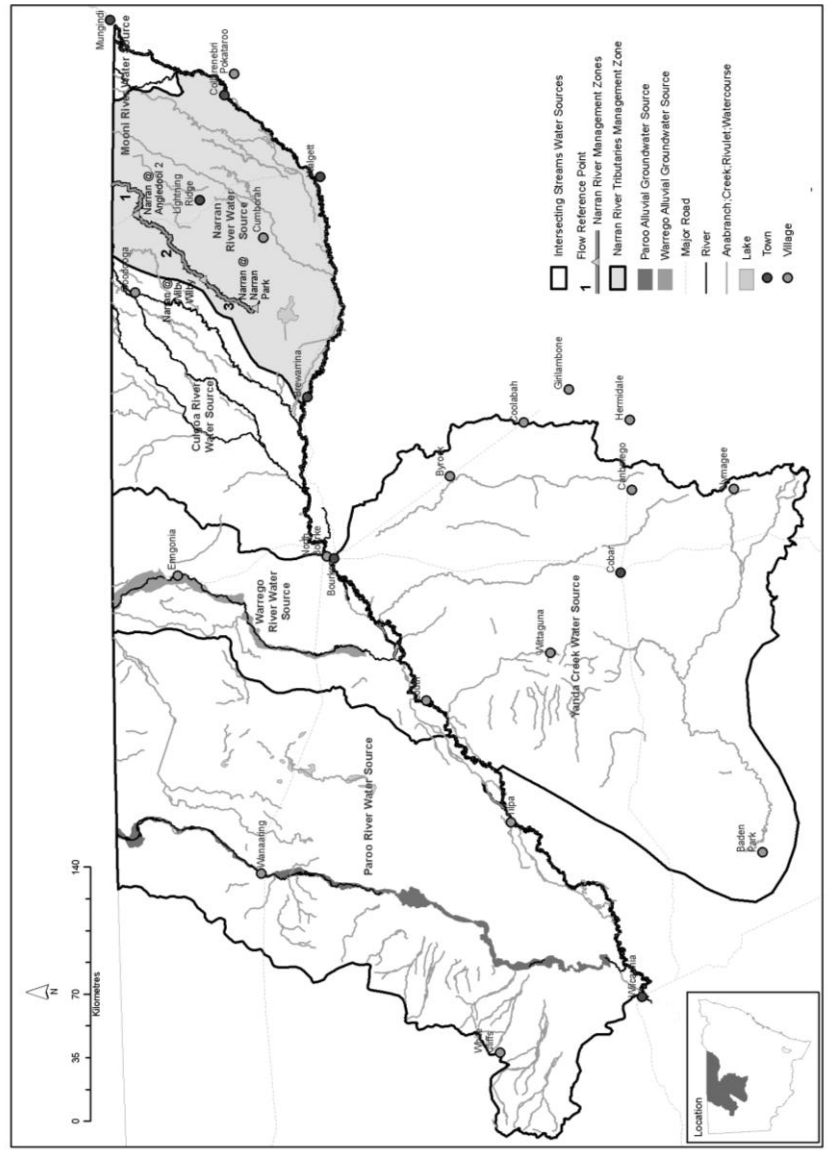 Mungindi
Mooni River Water Source
Collarenebri
Pokataroo
1
Narran @
Angledool 2
Lightning
Ridge
Narran
River Water
Source
Cumborah
Walgett
Goodooga
2
Narran @
Wilby
Wilby
3
Narran @
Narran
Park
Brewarrina
Culgoa River
Water Source
Enngonia
Warrego
River Water
Source
North
Bourke
Bourke
Byrock
Coolabah
Girilambone
Hermidale
Canbelego
Nymagee
Cobar
Wittaguna
Yanda Creek Water Source
Louth
Tilpa
Baden
Park
Paroo River Water Source
Wanaaring
White
Cliffs
Wilcannia
N
0 35 70 140
Kilometres
Intersecting Streams Water Sources
1 Flow Reference Point
Narran River Management Zones
Narran River Tributaries Management Zone
Paroo Alluvial Groundwater Source
Warrego Alluvial Groundwater Source
Major Road
River
Anabranch;Creek;Rivulet;Watercourse
Lake
Town
Village
Location